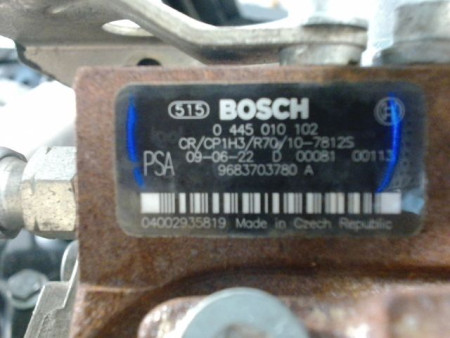 515 BOSCH
0 445 010 102
CR/CP1H3/R70/10-7812S
PSA 09-06-22 D 00081 00113
9683703780 A
04002935819 Made in Czech Republic